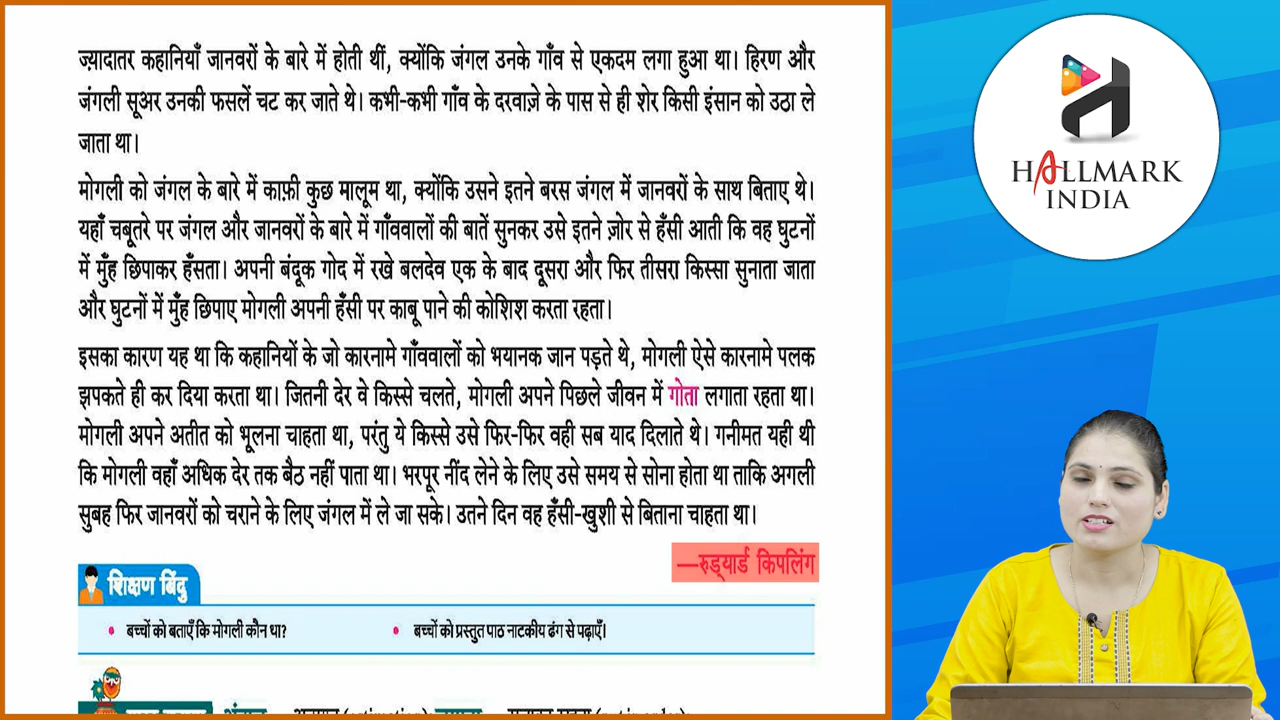 ज़्यादातर कहानियाँ जानवरों के बारे में होती थीं, क्योंकि जंगल उनके गाँव से एकदम लगा हुआ था। हिरण और
जंगली सूअर उनकी फसलें चट कर जाते थे। कभी-कभी गाँव के दरवाज़े के पास से ही शेर किसी इंसान को उठा ले
जाता था।
मोगली को जंगल के बारे में काफ़ी कुछ मालूम था, क्योंकि उसने इतने बरस जंगल में जानवरों के साथ बिताए थे।
यहाँ चबूतरे पर जंगल और जानवरों के बारे में गाँववालों की बातें सुनकर उसे इतने ज़ोर से हँसी आती कि वह घुटनों
में मुँह छिपाकर हँसता। अपनी बंदूक गोद में रखे बलदेव एक के बाद दूसरा और फिर तीसरा किस्सा सुनाता जाता
और घुटनों में मुँह छिपाए मोगली अपनी हँसी पर काबू पाने की कोशिश करता रहता।
इसका कारण यह था कि कहानियों के जो कारनामे गाँववालों को भयानक जान पड़ते थे, मोगली ऐसे कारनामे पलक
झपकते ही कर दिया करता था। जितनी देर वे किस्से चलते, मोगली अपने पिछले जीवन में गोता लगाता रहता था।
मोगली अपने अतीत को भूलना चाहता था, परंतु ये किस्से उसे फिर-फिर वही सब याद दिलाते थे। गनीमत यही थी
कि मोगली वहाँ अधिक देर तक बैठ नहीं पाता था। भरपूर नींद लेने के लिए उसे समय से सोना होता था ताकि अगली
सुबह फिर जानवरों को चराने के लिए जंगल में ले जा सके। उतने दिन वह हँसी-खुशी से बिताना चाहता था।
—रुड्यार्ड किपलिंग
शिक्षण बिंदु
• बच्चों को बताएँ कि मोगली कौन था?
• बच्चों को प्रस्तुत पाठ नाटकीय ढंग से पढ़ाएँ।
HALLMARK
INDIA